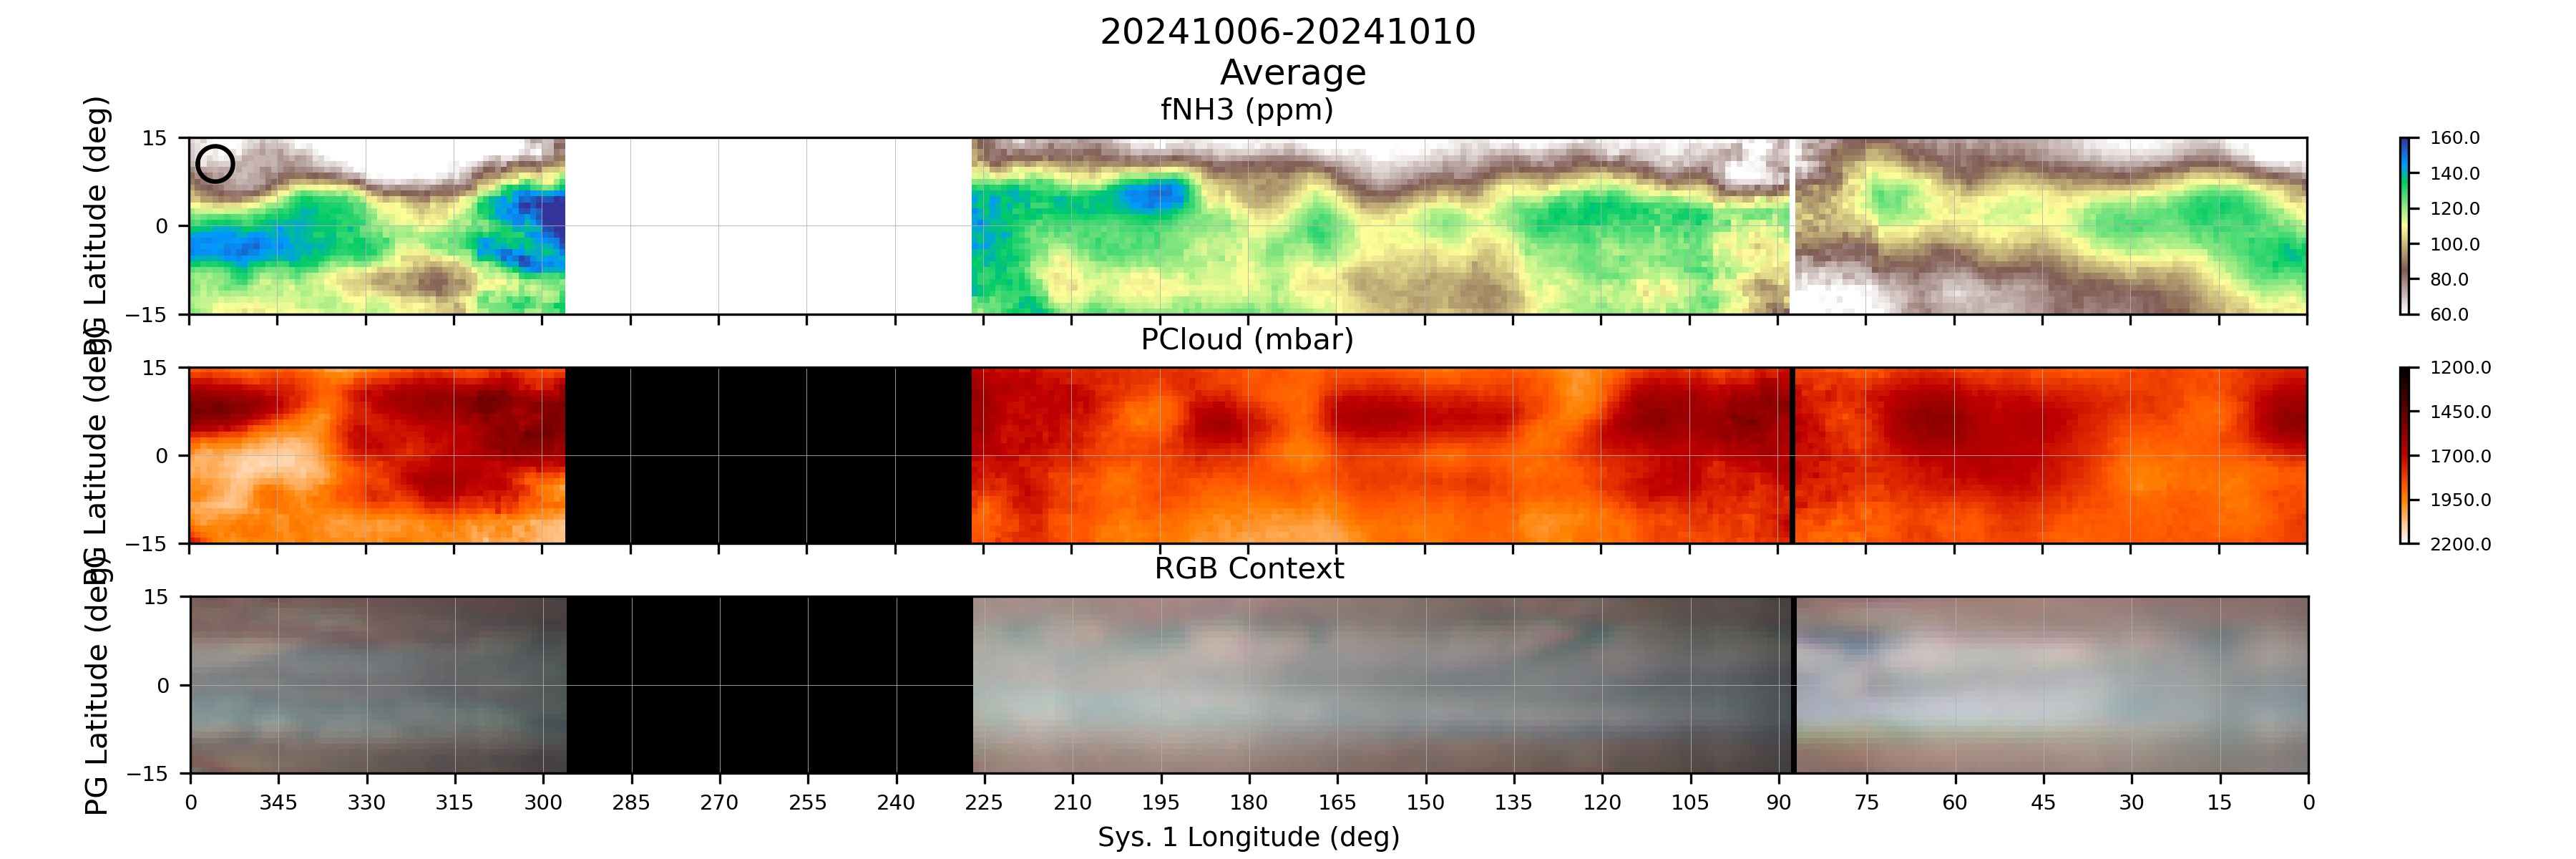 20241006-20241010
Average
fNH3 (ppm)
PG Latitude (deg)
15
0
−15
160.0
140.0
120.0
100.0
80.0
60.0
PCloud (mbar)
PG Latitude (deg)
15
0
−15
1200.0
1450.0
1700.0
1950.0
2200.0
RGB Context
PG Latitude (deg)
15
0
−15
0 345 330 315 300 285 270 255 240 225 210 195 180 165 150 135 120 105 90 75 60 45 30 15 0
Sys. 1 Longitude (deg)